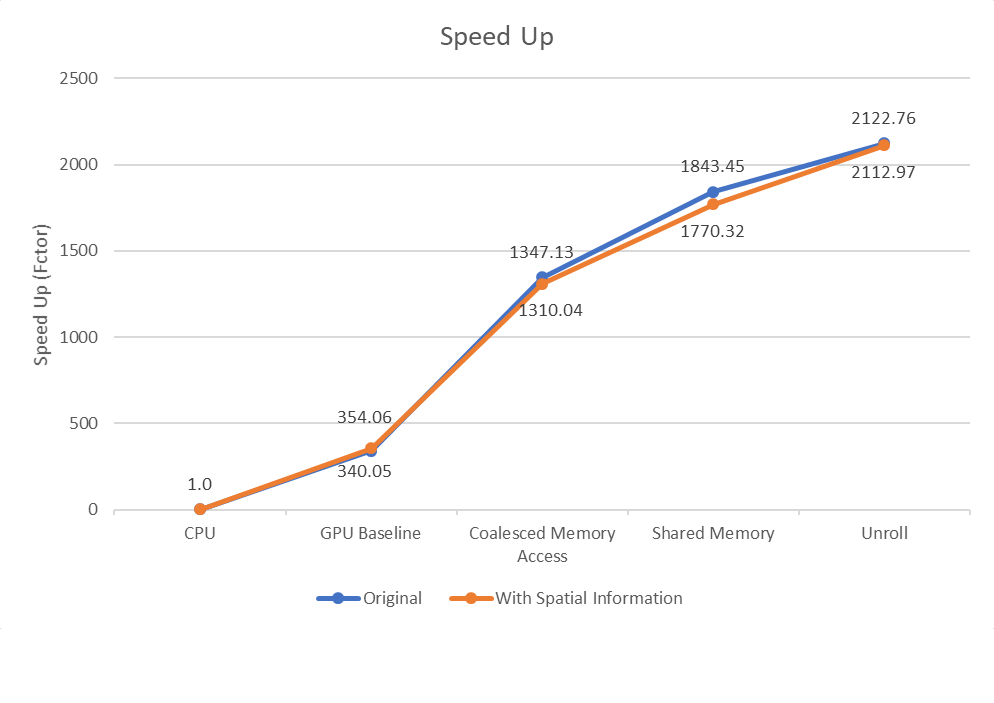 Speed Up
2500
2000
1500
1000
500
0
Speed Up (Fctor)
2122.76
2112.97
1843.45
1770.32
1347.13
1310.04
354.06
340.05
1.0
CPU
GPU Baseline
Coalesced Memory
Access
Shared Memory
Unroll
Original
With Spatial Information